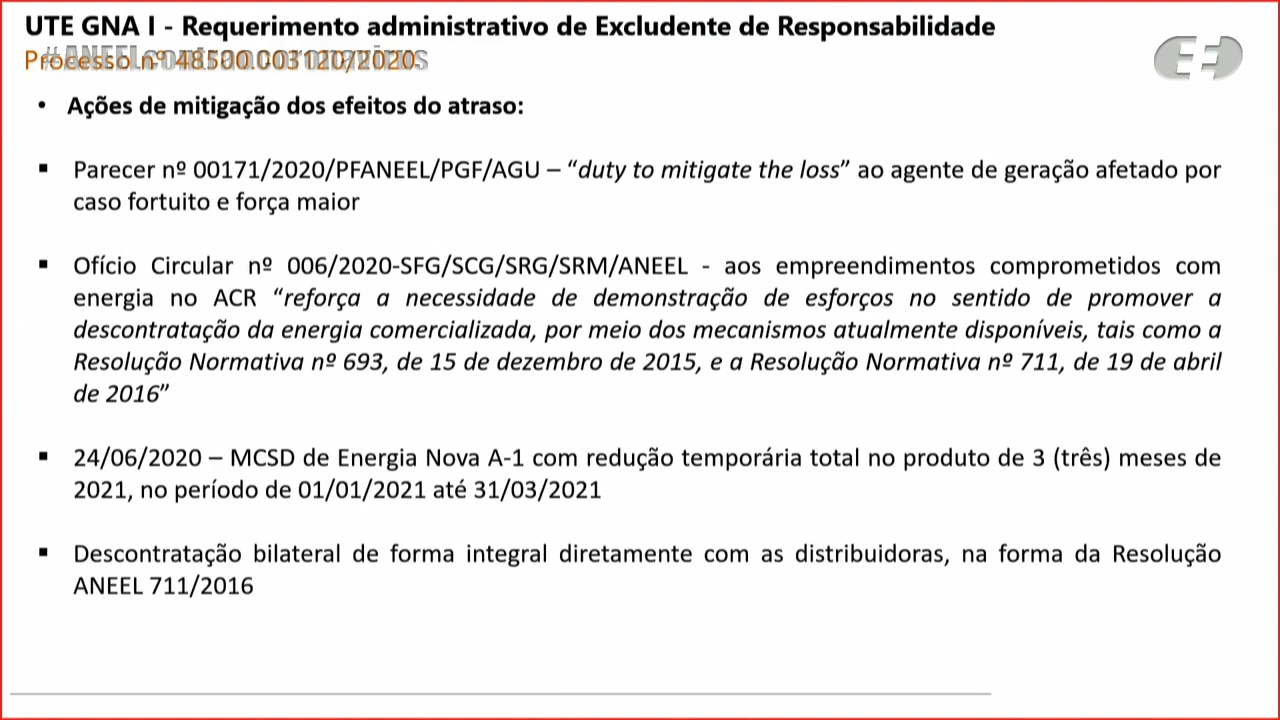 UTE GNA I - Requerimento administrativo de Excludente de Responsabilidade
Processo nº 48500.003120/2020
#ANEELcontraocoronavírus
• Ações de mitigação dos efeitos do atraso:
▪ Parecer nº 00171/2020/PFANEEL/PGF/AGU – “duty to mitigate the loss” ao agente de geração afetado por
caso fortuito e força maior
▪ Ofício Circular nº 006/2020-SFG/SCG/SRG/SRM/ANEEL - aos empreendimentos comprometidos com
energia no ACR “reforça a necessidade de demonstração de esforços no sentido de promover a
descontratação da energia comercializada, por meio dos mecanismos atualmente disponíveis, tais como a
Resolução Normativa nº 693, de 15 de dezembro de 2015, e a Resolução Normativa nº 711, de 19 de abril
de 2016”
▪ 24/06/2020 – MCSD de Energia Nova A-1 com redução temporária total no produto de 3 (três) meses de
2021, no período de 01/01/2021 até 31/03/2021
▪ Descontratação bilateral de forma integral diretamente com as distribuidoras, na forma da Resolução
ANEEL 711/2016